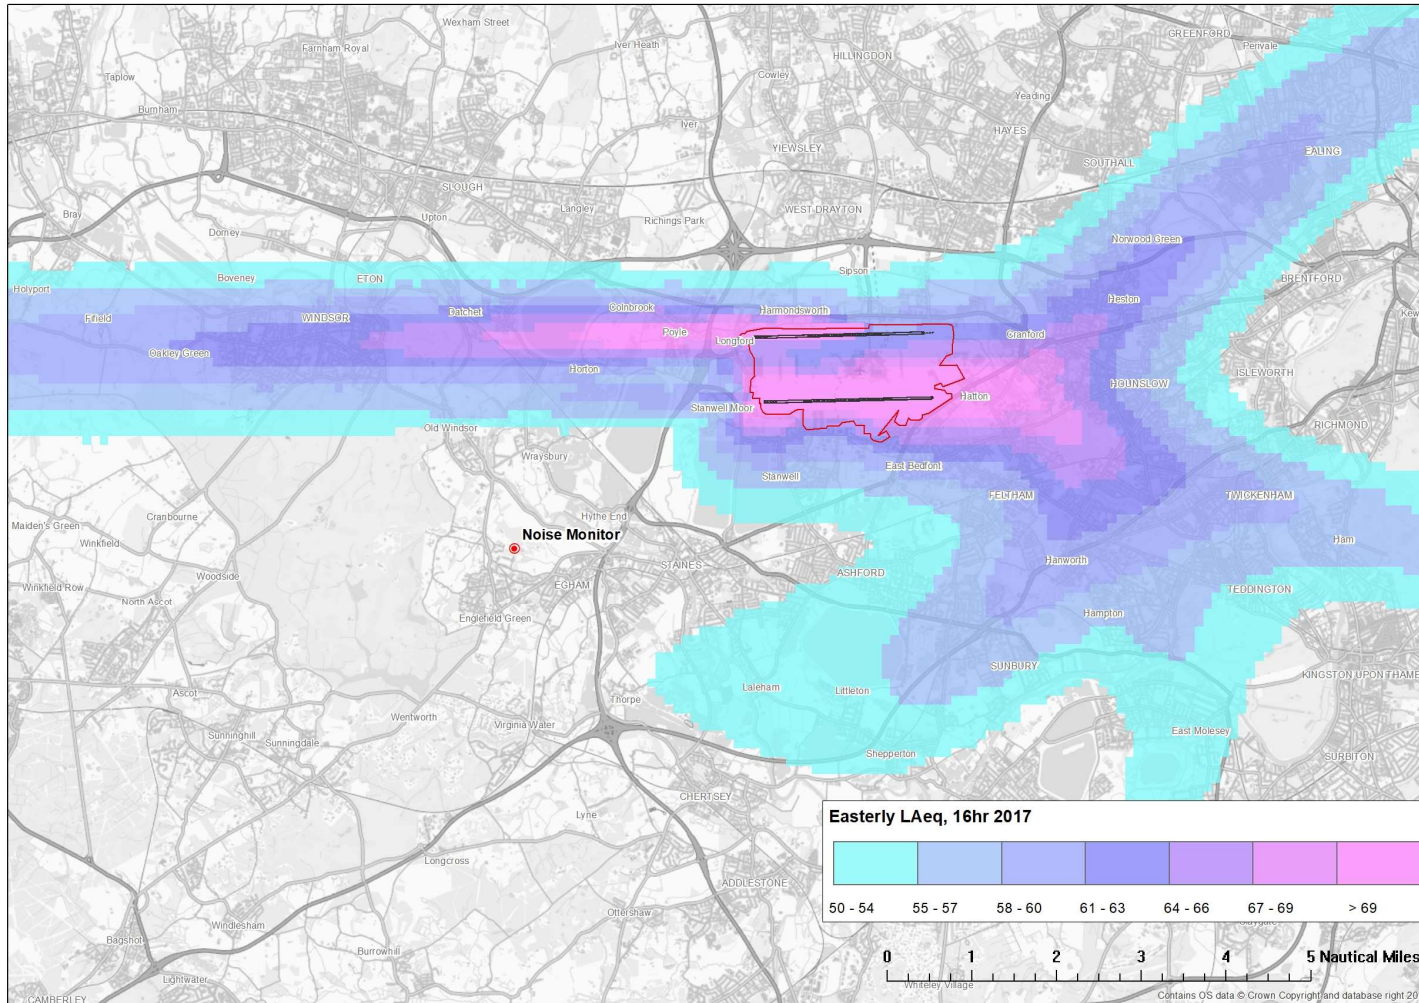 Wexham Street
GREENFORD
Farnham Royal
Iver Heath
Perivale
HILLINGDON
Taplow
Cowley
Burnham
Yeading
Iver
HAYES
YIEWSLEY
EALING
SOUTHALL
SLOUGH
Langley
WEST DRAYTON
Bray
Upton
Richings Park
Dorney
Norwood Green
Sipson
Boveney
ETON
BRENTFORD
Holyport
Heston
Colnbrook
Harmondsworth
Datchet
Kew
Fifield
WINDSOR
Poyle
Cranford
Longford
Oakley Green
Horton
ISLEWORTH
HOUNSLOW
Hatton
Stanwell Moor
Old Windsor
RICHMOND
Wraysbury
East Bedfont
Stanwell
FELTHAM
TWICKENHAM
Cranbourne
Hythe End
Maiden's Green
Noise Monitor
Winkfield
Ham
Hanworth
STAINES
Woodside
ASHFORD
EGHAM
Winkfield Row
TEDDINGTON
North Ascot
Hampton
Englefield Green
SUNBURY
KINGSTON UPON THAME
Laleham
Littleton
Ascot
Thorpe
Wentworth
Virginia Water
East Molesey
Sunninghill
Sunningdale
Shepperton
SURBITON
CHERTSEY
Lyne
Easterly LAeq, 16hr 2017
Longcross
ADDLESTONE
50 - 54 55 - 57 58 - 60 61 - 63 64 - 66 67 - 69 > 69
Ottershaw
Windlesham
Bagshot
Burrowhill
0 1 2 3 4 5 Nautical Miles
Lightwater
Whiteley Village
Contains OS data © Crown Copyright and database right 20
CAMBERLEY